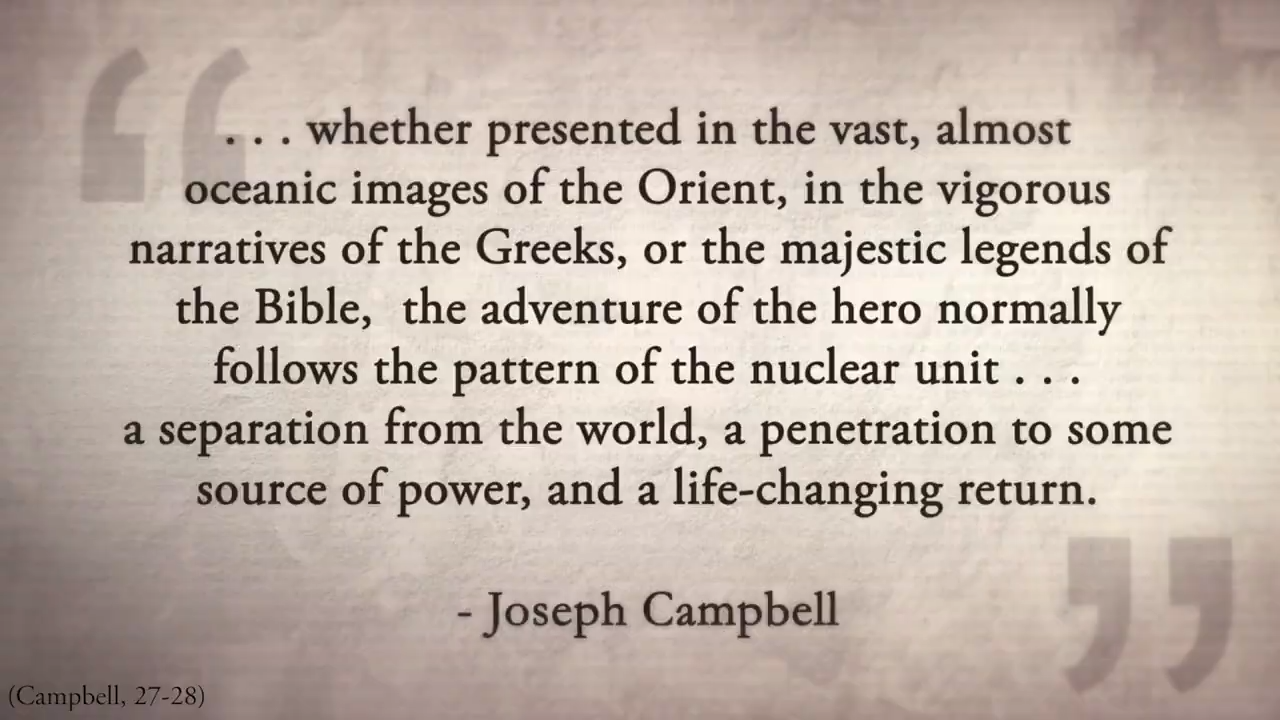 . . . whether presented in the vast, almost
oceanic images of the Orient, in the vigorous
narratives of the Greeks, or the majestic legends of
the Bible,  the adventure of the hero normally
follows the pattern of the nuclear unit . . .
a separation from the world, a penetration to some
source of power, and a life-changing return.
- Joseph Campbell
(Campbell, 27-28)